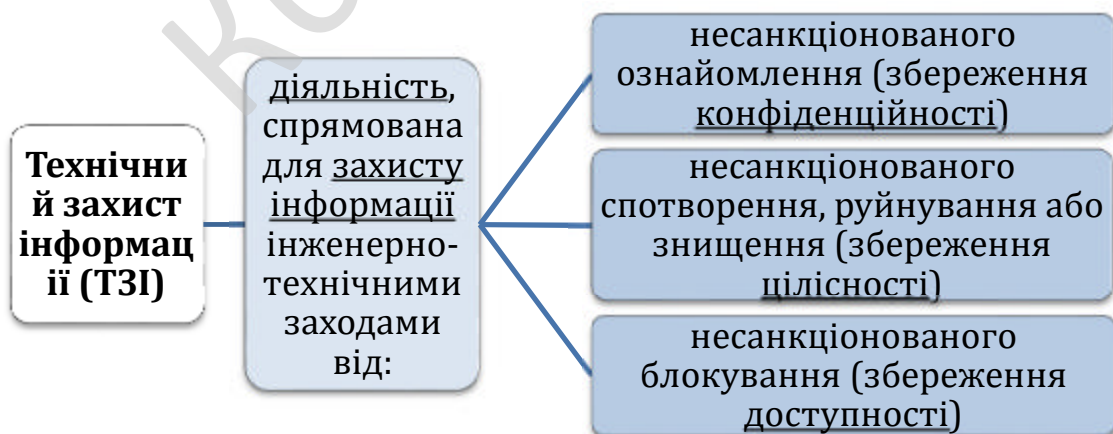 Технічни
й захист
інформац
ії (ТЗІ)
діяльність,
спрямована
для захисту
інформації
інженерно-
технічними
заходами
від:
несанкціонованого
ознайомлення (збереження
конфіденційності)
несанкціонованого
спотворення, руйнування або
знищення (збереження
цілісності)
несанкціонованого
блокування (збереження
доступності)